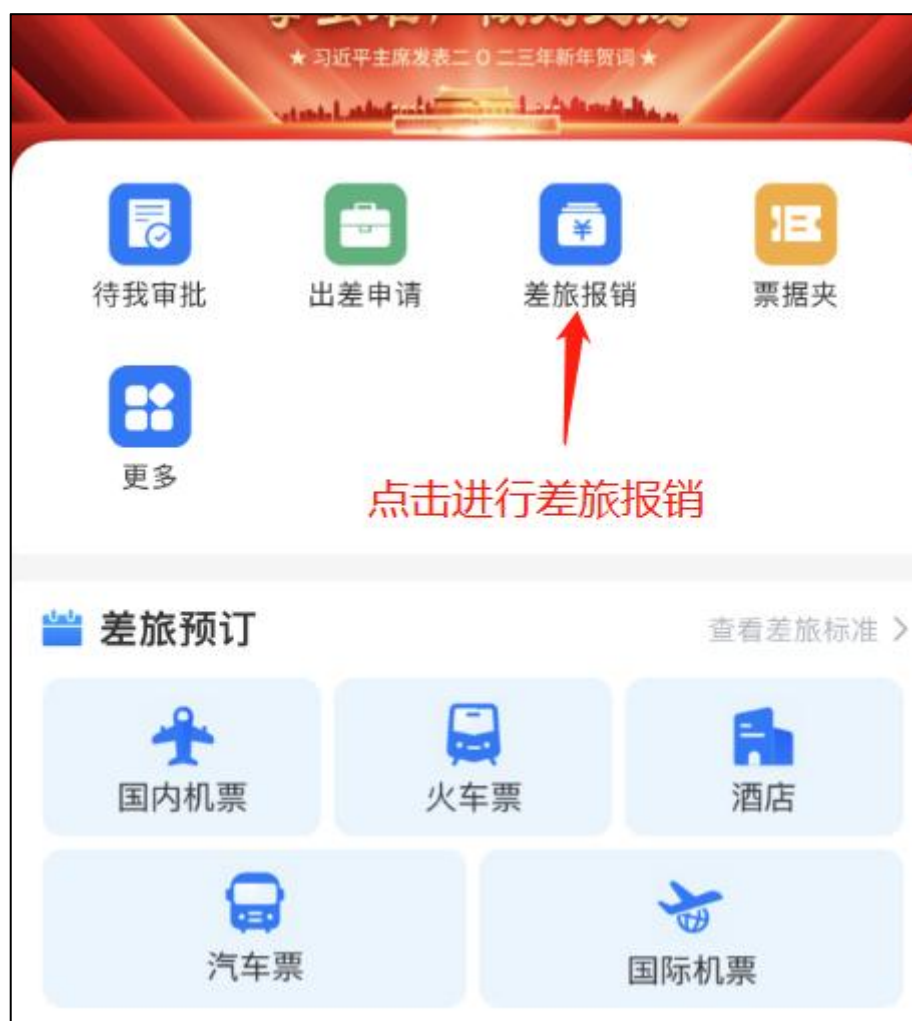 ★ 习近平主席发表二〇二三年新年贺词 ★
待我审批
出差申请
差旅报销
票据夹
更多
点击进行差旅报销
差旅预订
查看差旅标准
国内机票
火车票
酒店
汽车票
国际机票